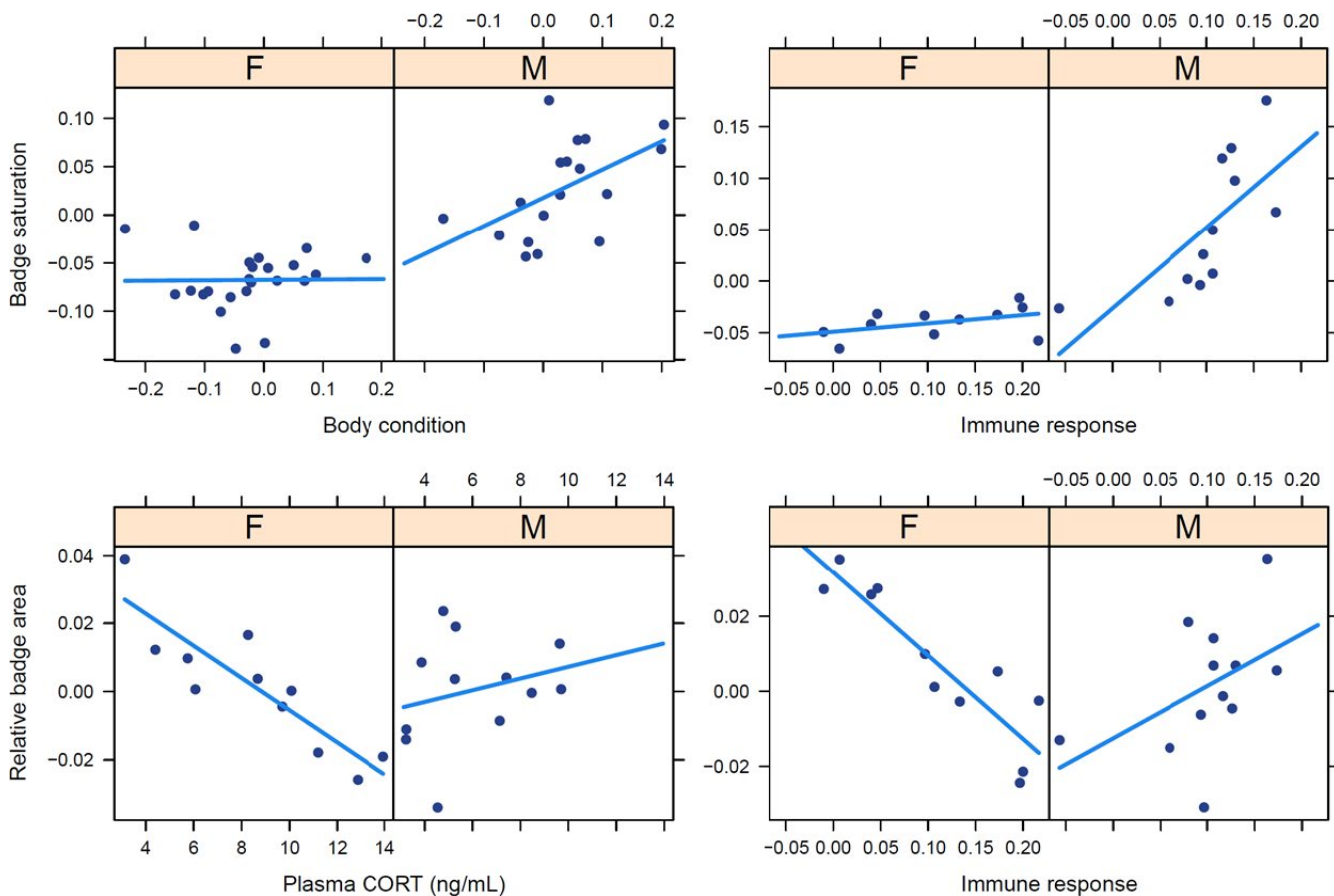 −0.2 0.0 0.1 0.2
F M
Badge saturation
0.10
0.05
0.00
−0.05
−0.10
−0.2 −0.1 0.0 0.1 0.2
Body condition
−0.05 0.00 0.05 0.10 0.15 0.20
F M
0.15
0.10
0.05
0.00
−0.05
−0.05 0.00 0.05 0.10 0.15 0.20
Immune response
4 6 8 10 12 14
F M
Relative badge area
0.04
0.02
0.00
−0.02
4 6 8 10 12 14
Plasma CORT (ng/mL)
−0.05 0.00 0.05 0.10 0.15 0.20
F M
0.02
0.00
−0.02
−0.05 0.00 0.05 0.10 0.15 0.20
Immune response